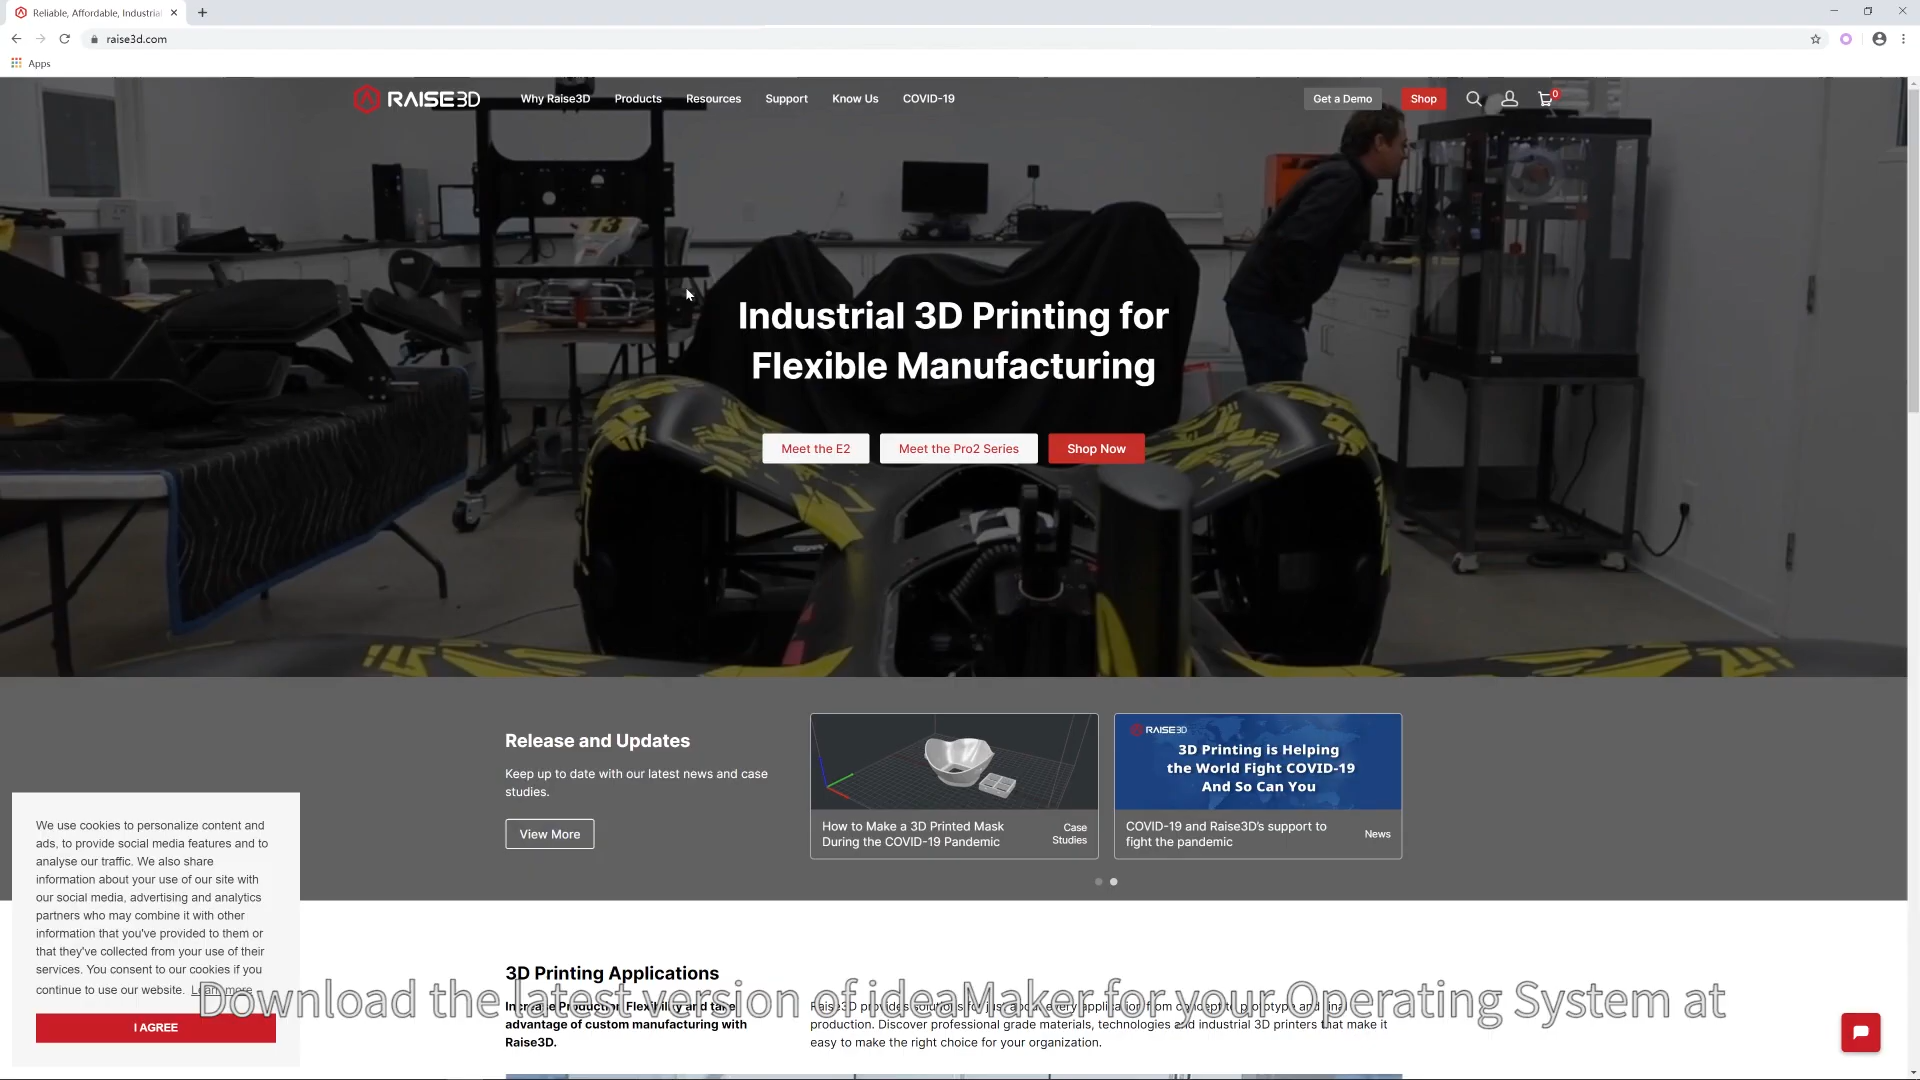 Reliable, Affordable, Industria
raise3d.com
Apps
RAISE3D
Why Raise3D
Products
Resources
Support
Know Us
COVID-19
Get a Demo
Shop
0
13
Industrial 3D Printing for
Flexible Manufacturing
Meet the E2
Meet the Pro2 Series
Shop Now
Release and Updates
Keep up to date with our latest news and case
studies.
View More
How to Make a 3D Printed Mask
During the COVID-19 Pandemic
Case
Studies
RAISE3D
3D Printing is Helping
the World Fight COVID-19
And So Can You
COVID-19 and Raise3D's support to
fight the pandemic
News
We use cookies to personalize content and
ads, to provide social media features and to
analyse our traffic. We also share
information about your use of our site with
our social media, advertising and analytics
partners who may combine it with other
information that you've provided to them or
that they've collected from your use of their
services. You consent to our cookies if you
continue to use our website. Learn more
I AGREE
3D Printing Applications
Increase Production Flexibility and take
advantage of custom manufacturing with
Raise3D.
Raise3D provides solutions for just about every application from concept to prototype and final
production. Discover professional grade materials, technologies and industrial 3D printers that make it
easy to make the right choice for your organization.
Download the latest version of ideaMaker for your Operating System at